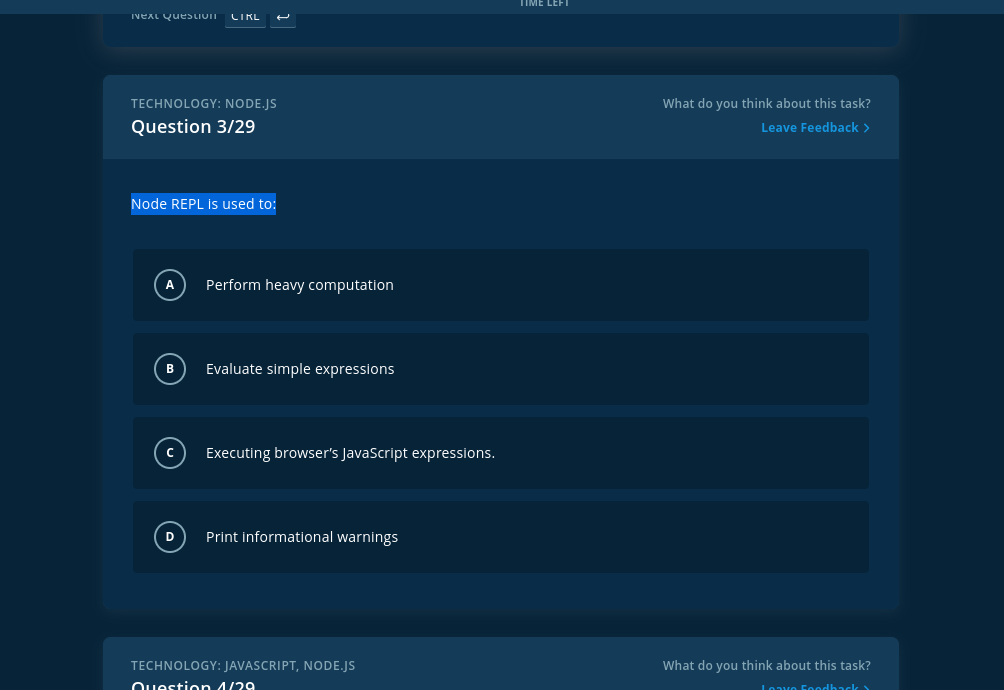 TIME LEFT
Next Question CTRL ↵
TECHNOLOGY: NODE.JS
What do you think about this task?
Question 3/29
Leave Feedback >
Node REPL is used to:
A Perform heavy computation
B Evaluate simple expressions
C Executing browser’s JavaScript expressions.
D Print informational warnings
TECHNOLOGY: JAVASCRIPT, NODE.JS
What do you think about this task?
Question 4/29
Leave Feedback >